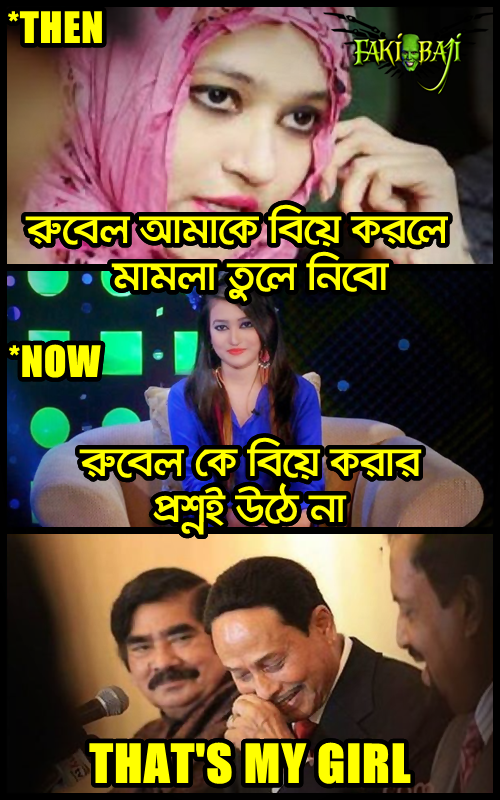 *THEN
FAKIBAJI
রুবেল আমাকে বিয়ে করলে
মামলা তুলে নিবো
*NOW
রুবেল কে বিয়ে করার
প্রশ্নই উঠে না
THAT'S MY GIRL